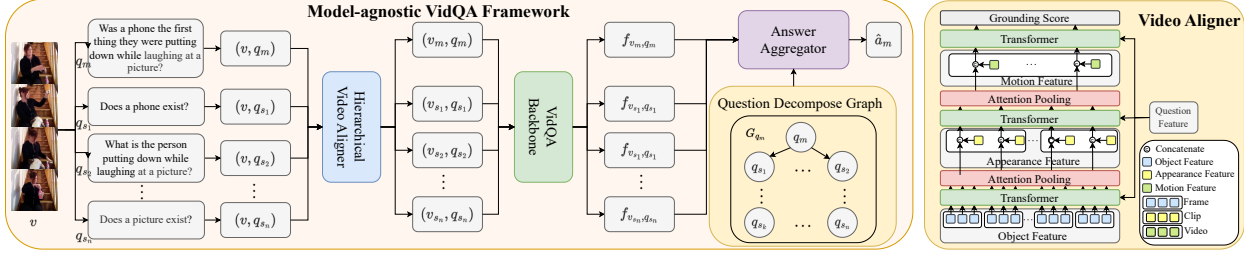 Model-agnostic VidQA Framework
Was a phone the first
thing they were putting
down while laughing at a
picture?
Does a phone exist?
What is the person
putting down while
laughing at a picture?
Does a picture exist?
v
q_m
q_{s_1}
q_{s_2}
q_{s_n}
(v, q_m)
(v, q_{s_1})
(v, q_{s_2})
(v, q_{s_n})
Hierarchical
Video Aligner
(v_m, q_m)
(v_{s_1}, q_{s_1})
(v_{s_2}, q_{s_2})
(v_{s_n}, q_{s_n})
VidQA
Backbone
f_{v_m,q_m}
f_{v_{s_1},q_{s_1}}
f_{v_{s_1},q_{s_1}}
f_{v_{s_n},q_{s_n}}
Answer
Aggregator
â_m
Question Decompose Graph
G_{q_m}
q_m
q_{s_1}
q_{s_2}
q_{s_k}
q_{s_n}
Video Aligner
Grounding Score
Transformer
Motion Feature
Attention Pooling
Transformer
Appearance Feature
Attention Pooling
Transformer
Object Feature
Question
Feature
Concatenate
Object Feature
Appearance Feature
Motion Feature
Frame
Clip
Video